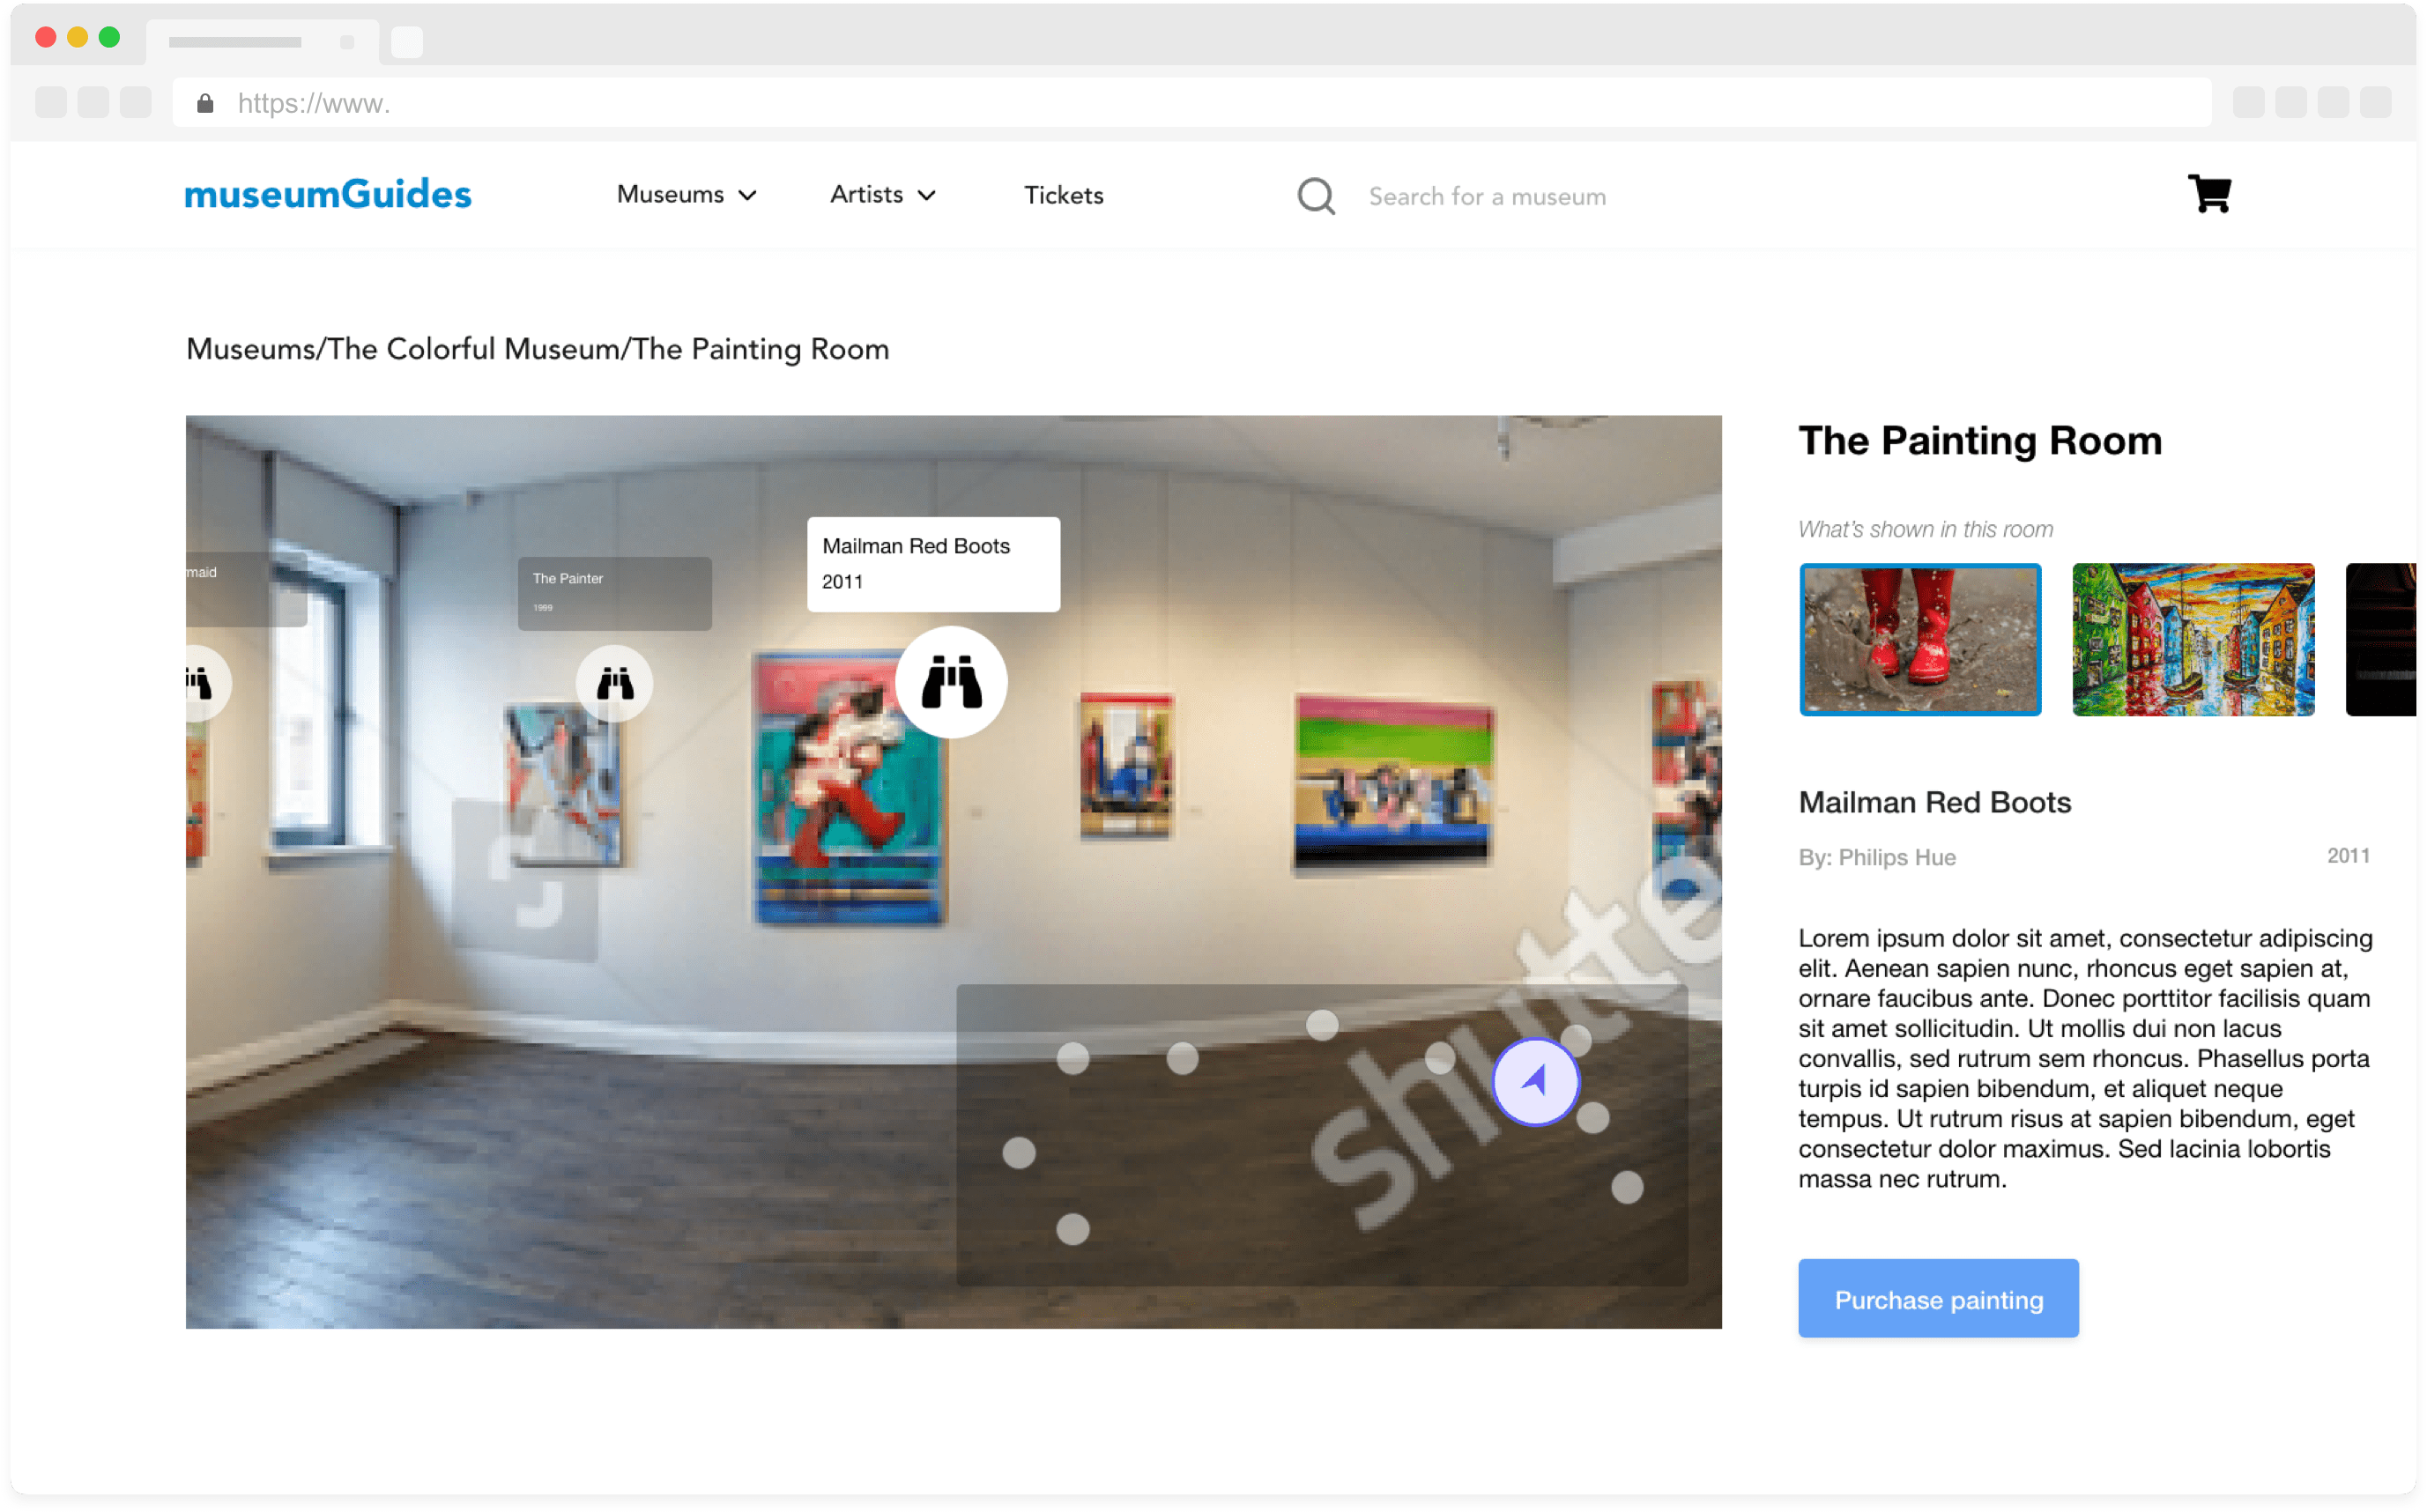 https://www.
museumGuides
Museums
Artists
Tickets
Search for a museum
Museums/The Colorful Museum/The Painting Room
maid
The Painter
1999
Mailman Red Boots
2011
shutte
The Painting Room
What's shown in this room
Mailman Red Boots
By: Philips Hue
2011
Lorem ipsum dolor sit amet, consectetur adipiscing
elit. Aenean sapien nunc, rhoncus eget sapien at,
ornare faucibus ante. Donec porttitor facilisis quam
sit amet sollicitudin. Ut mollis dui non lacus
convallis, sed rutrum sem rhoncus. Phasellus porta
turpis id sapien bibendum, et aliquet neque
tempus. Ut rutrum risus at sapien bibendum, eget
consectetur dolor maximus. Sed lacinia lobortis
massa nec rutrum.
Purchase painting